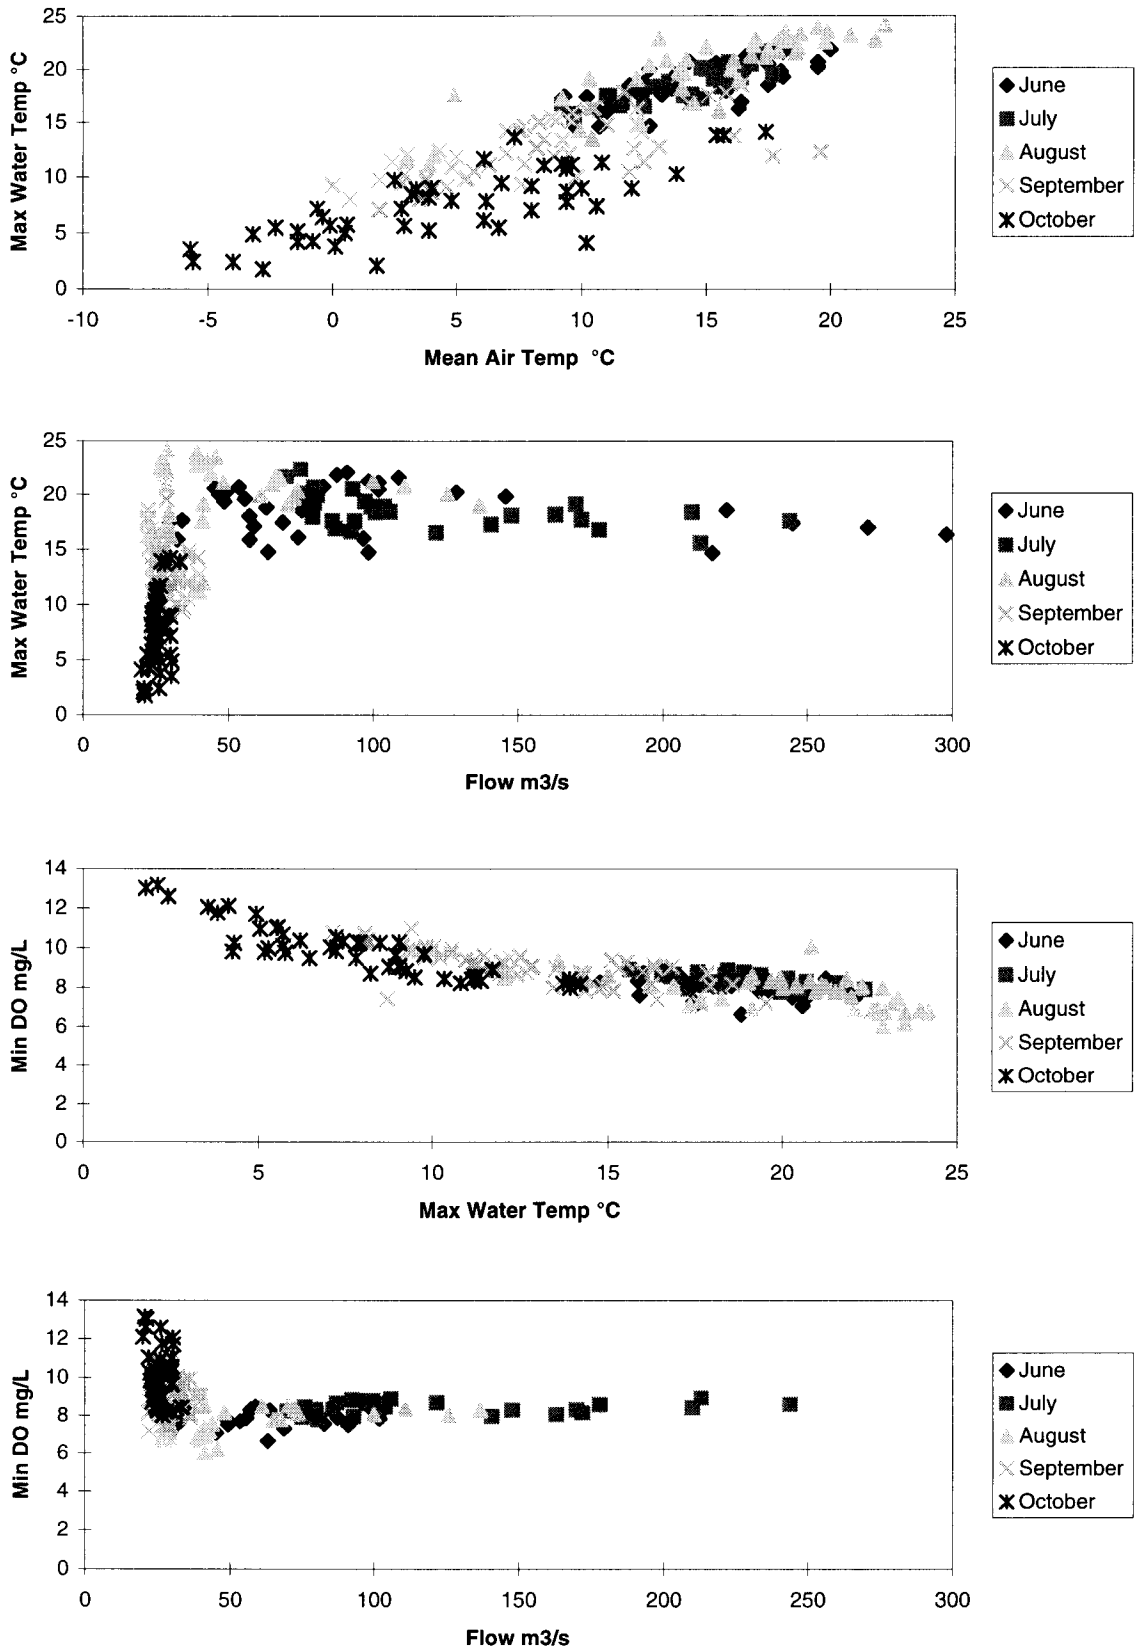 25
20
15
10
5
0
Max Water Temp °C
-10
-5
0
5
10
15
20
25
Mean Air Temp °C
June
July
August
September
October
25
20
15
10
5
0
Max Water Temp °C
0
50
100
150
200
250
300
Flow m3/s
June
July
August
September
October
14
12
10
8
6
4
2
0
Min DO mg/L
0
5
10
15
20
25
Max Water Temp °C
June
July
August
September
October
14
12
10
8
6
4
2
0
Min DO mg/L
0
50
100
150
200
250
300
Flow m3/s
June
July
August
September
October